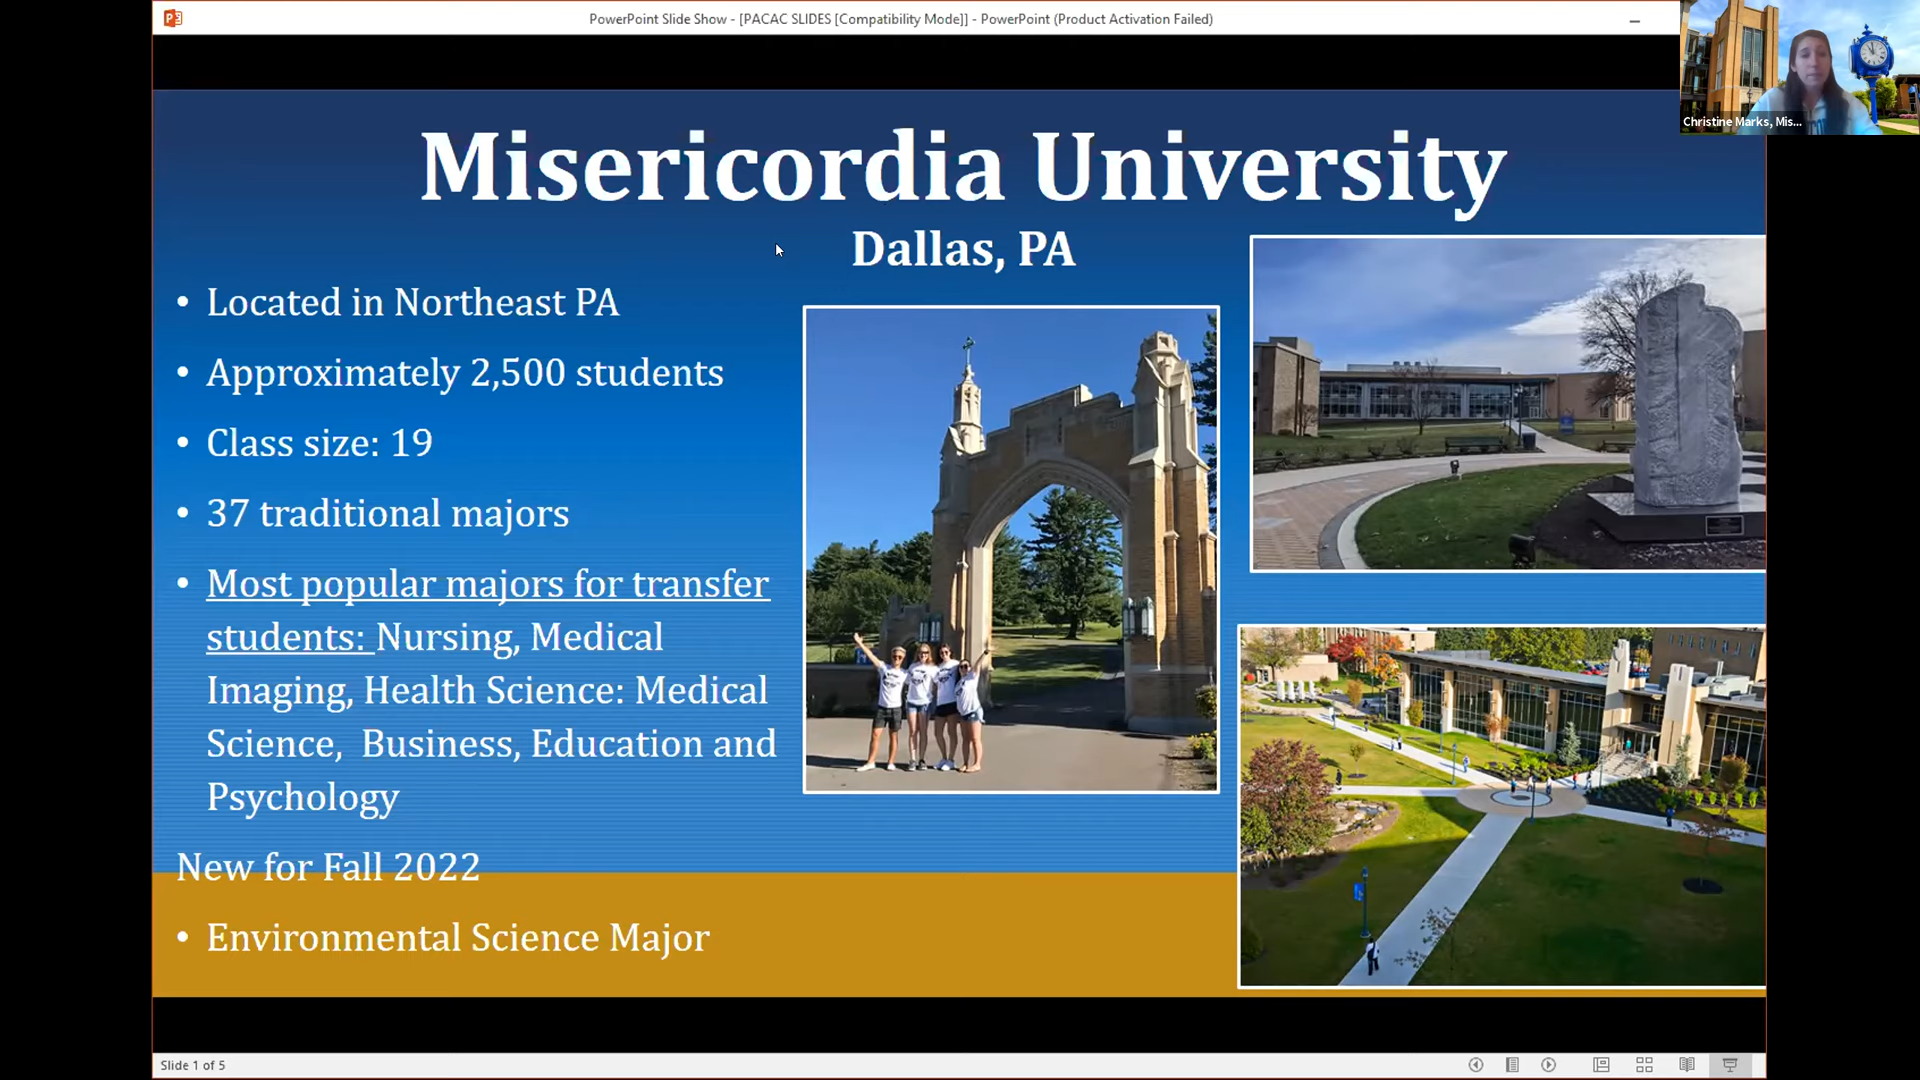 PowerPoint Slide Show - [PACAC SLIDES [Compatibility Mode]] - PowerPoint (Product Activation Failed)
Christine Marks, Mis...
Misericordia University
Dallas, PA
• Located in Northeast PA
• Approximately 2,500 students
• Class size: 19
• 37 traditional majors
• Most popular majors for transfer
students: Nursing, Medical
Imaging, Health Science: Medical
Science, Business, Education and
Psychology
New for Fall 2022
• Environmental Science Major
Slide 1 of 5